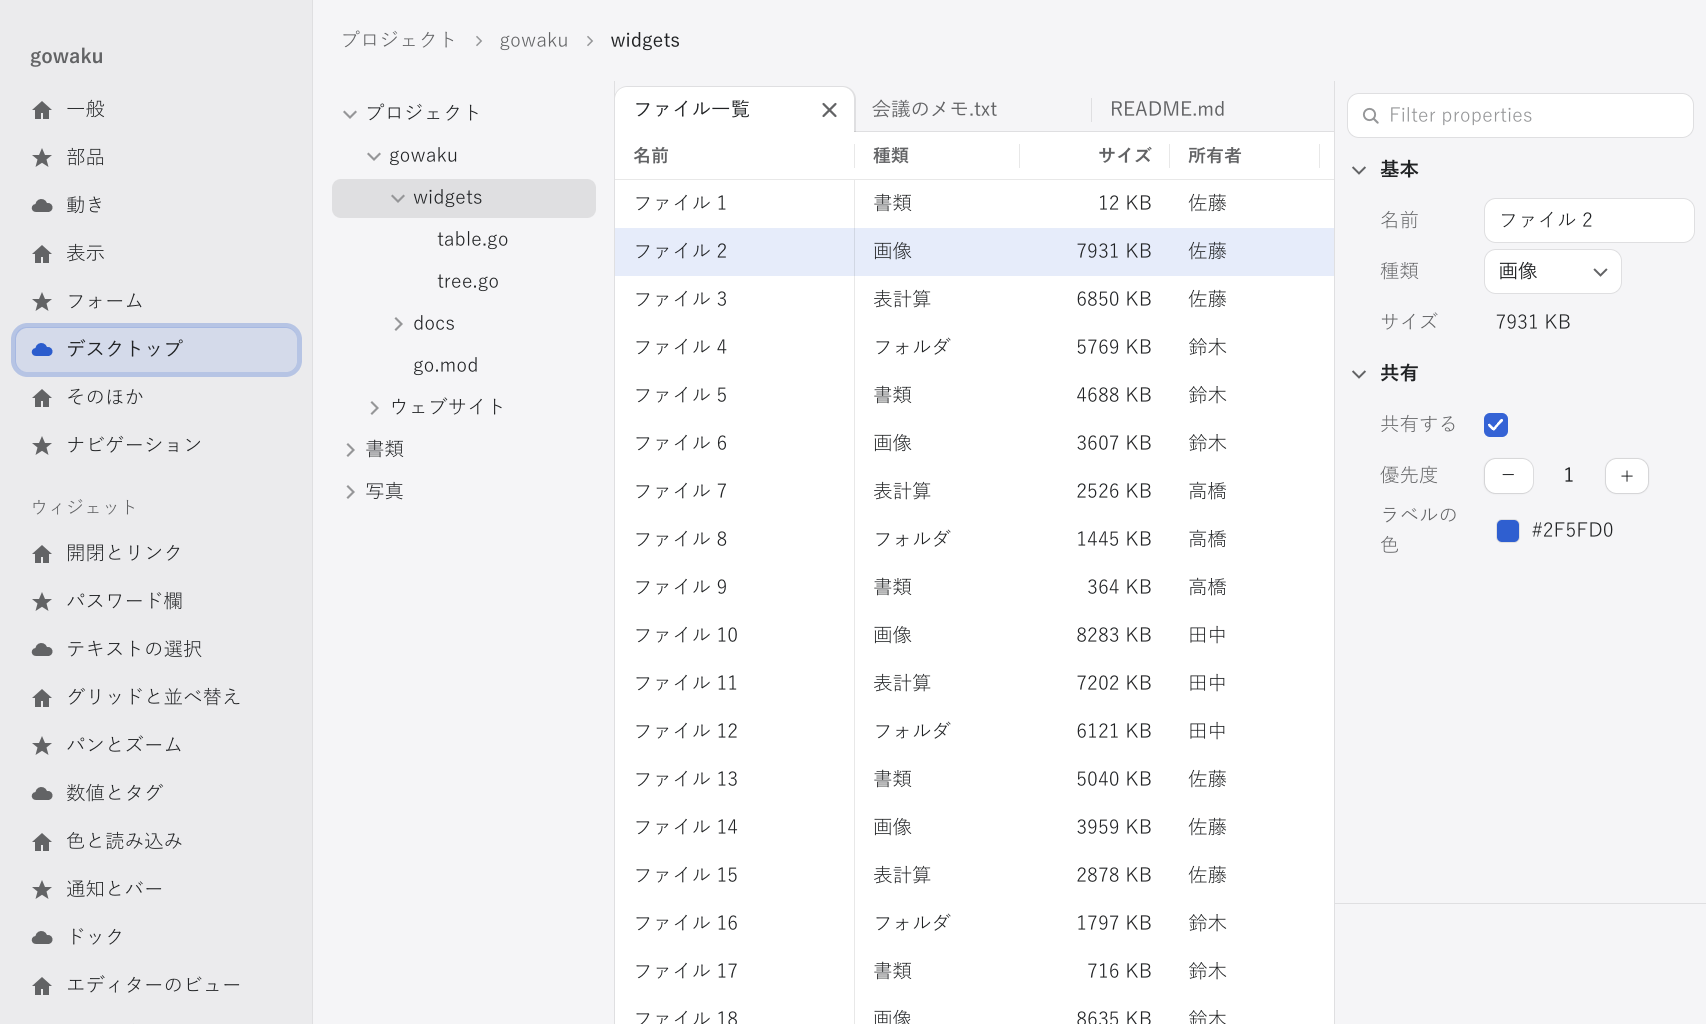 gowaku
一般
部品
動き
表示
フォーム
デスクトップ
そのほか
ナビゲーション
ウィジェット
開閉とリンク
パスワード欄
テキストの選択
グリッドと並べ替え
パンとズーム
数値とタグ
色と読み込み
通知とバー
ドック
エディターのビュー
プロジェクト > gowaku > widgets
プロジェクト
gowaku
widgets
table.go
tree.go
docs
go.mod
ウェブサイト
書類
写真
ファイル一覧 会議のメモ.txt README.md
名前 種類 サイズ 所有者
ファイル 1 書類 12 KB 佐藤
ファイル 2 画像 7931 KB 佐藤
ファイル 3 表計算 6850 KB 佐藤
ファイル 4 フォルダ 5769 KB 鈴木
ファイル 5 書類 4688 KB 鈴木
ファイル 6 画像 3607 KB 鈴木
ファイル 7 表計算 2526 KB 高橋
ファイル 8 フォルダ 1445 KB 高橋
ファイル 9 書類 364 KB 高橋
ファイル 10 画像 8283 KB 田中
ファイル 11 表計算 7202 KB 田中
ファイル 12 フォルダ 6121 KB 田中
ファイル 13 書類 5040 KB 佐藤
ファイル 14 画像 3959 KB 佐藤
ファイル 15 表計算 2878 KB 佐藤
ファイル 16 フォルダ 1797 KB 鈴木
ファイル 17 書類 716 KB 鈴木
ファイル 18 画像 8635 KB 鈴木
Filter properties
基本
名前 ファイル 2
種類 画像
サイズ 7931 KB
共有
共有する
優先度 − 1 +
ラベルの
色 #2F5FD0